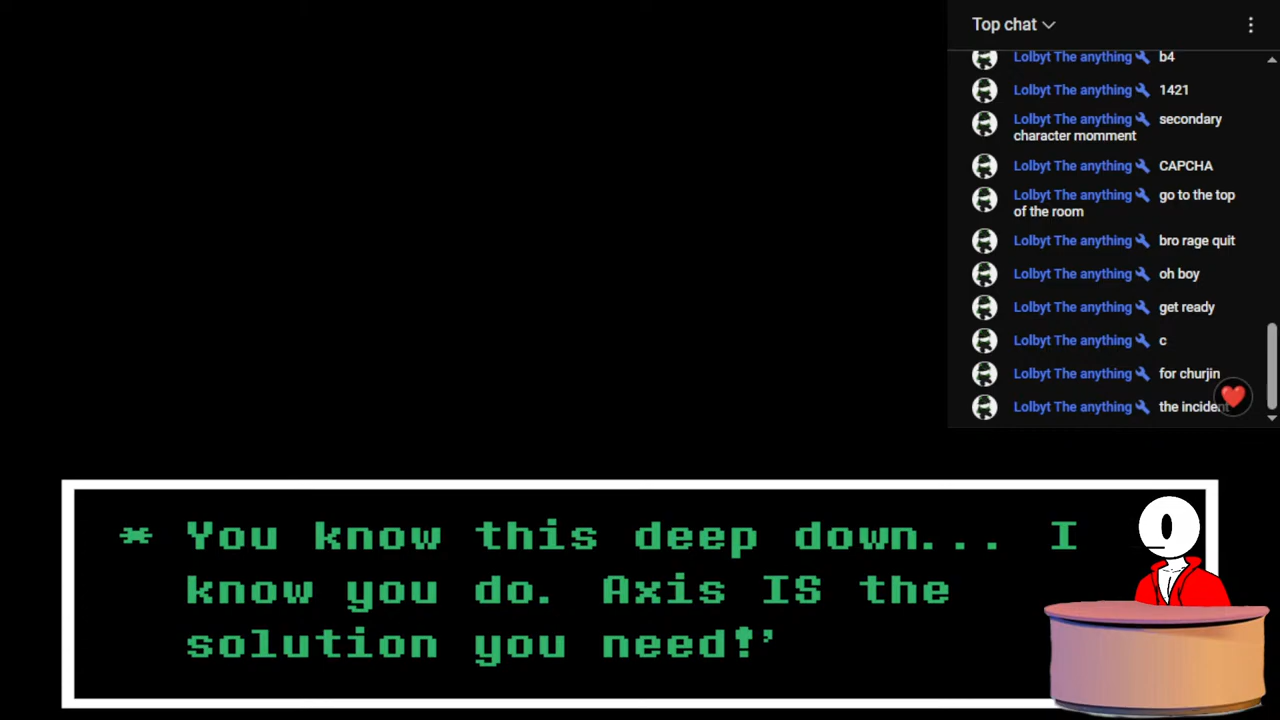 Top chat
Lolbyt The anything b4
Lolbyt The anything 1421
Lolbyt The anything secondary
character momment
Lolbyt The anything CAPCHA
Lolbyt The anything go to the top
of the room
Lolbyt The anything bro rage quit
Lolbyt The anything oh boy
Lolbyt The anything get ready
Lolbyt The anything c
Lolbyt The anything for churjin
Lolbyt The anything the incident
* You know this deep down... I
know you do. Axis IS the
solution you need!’